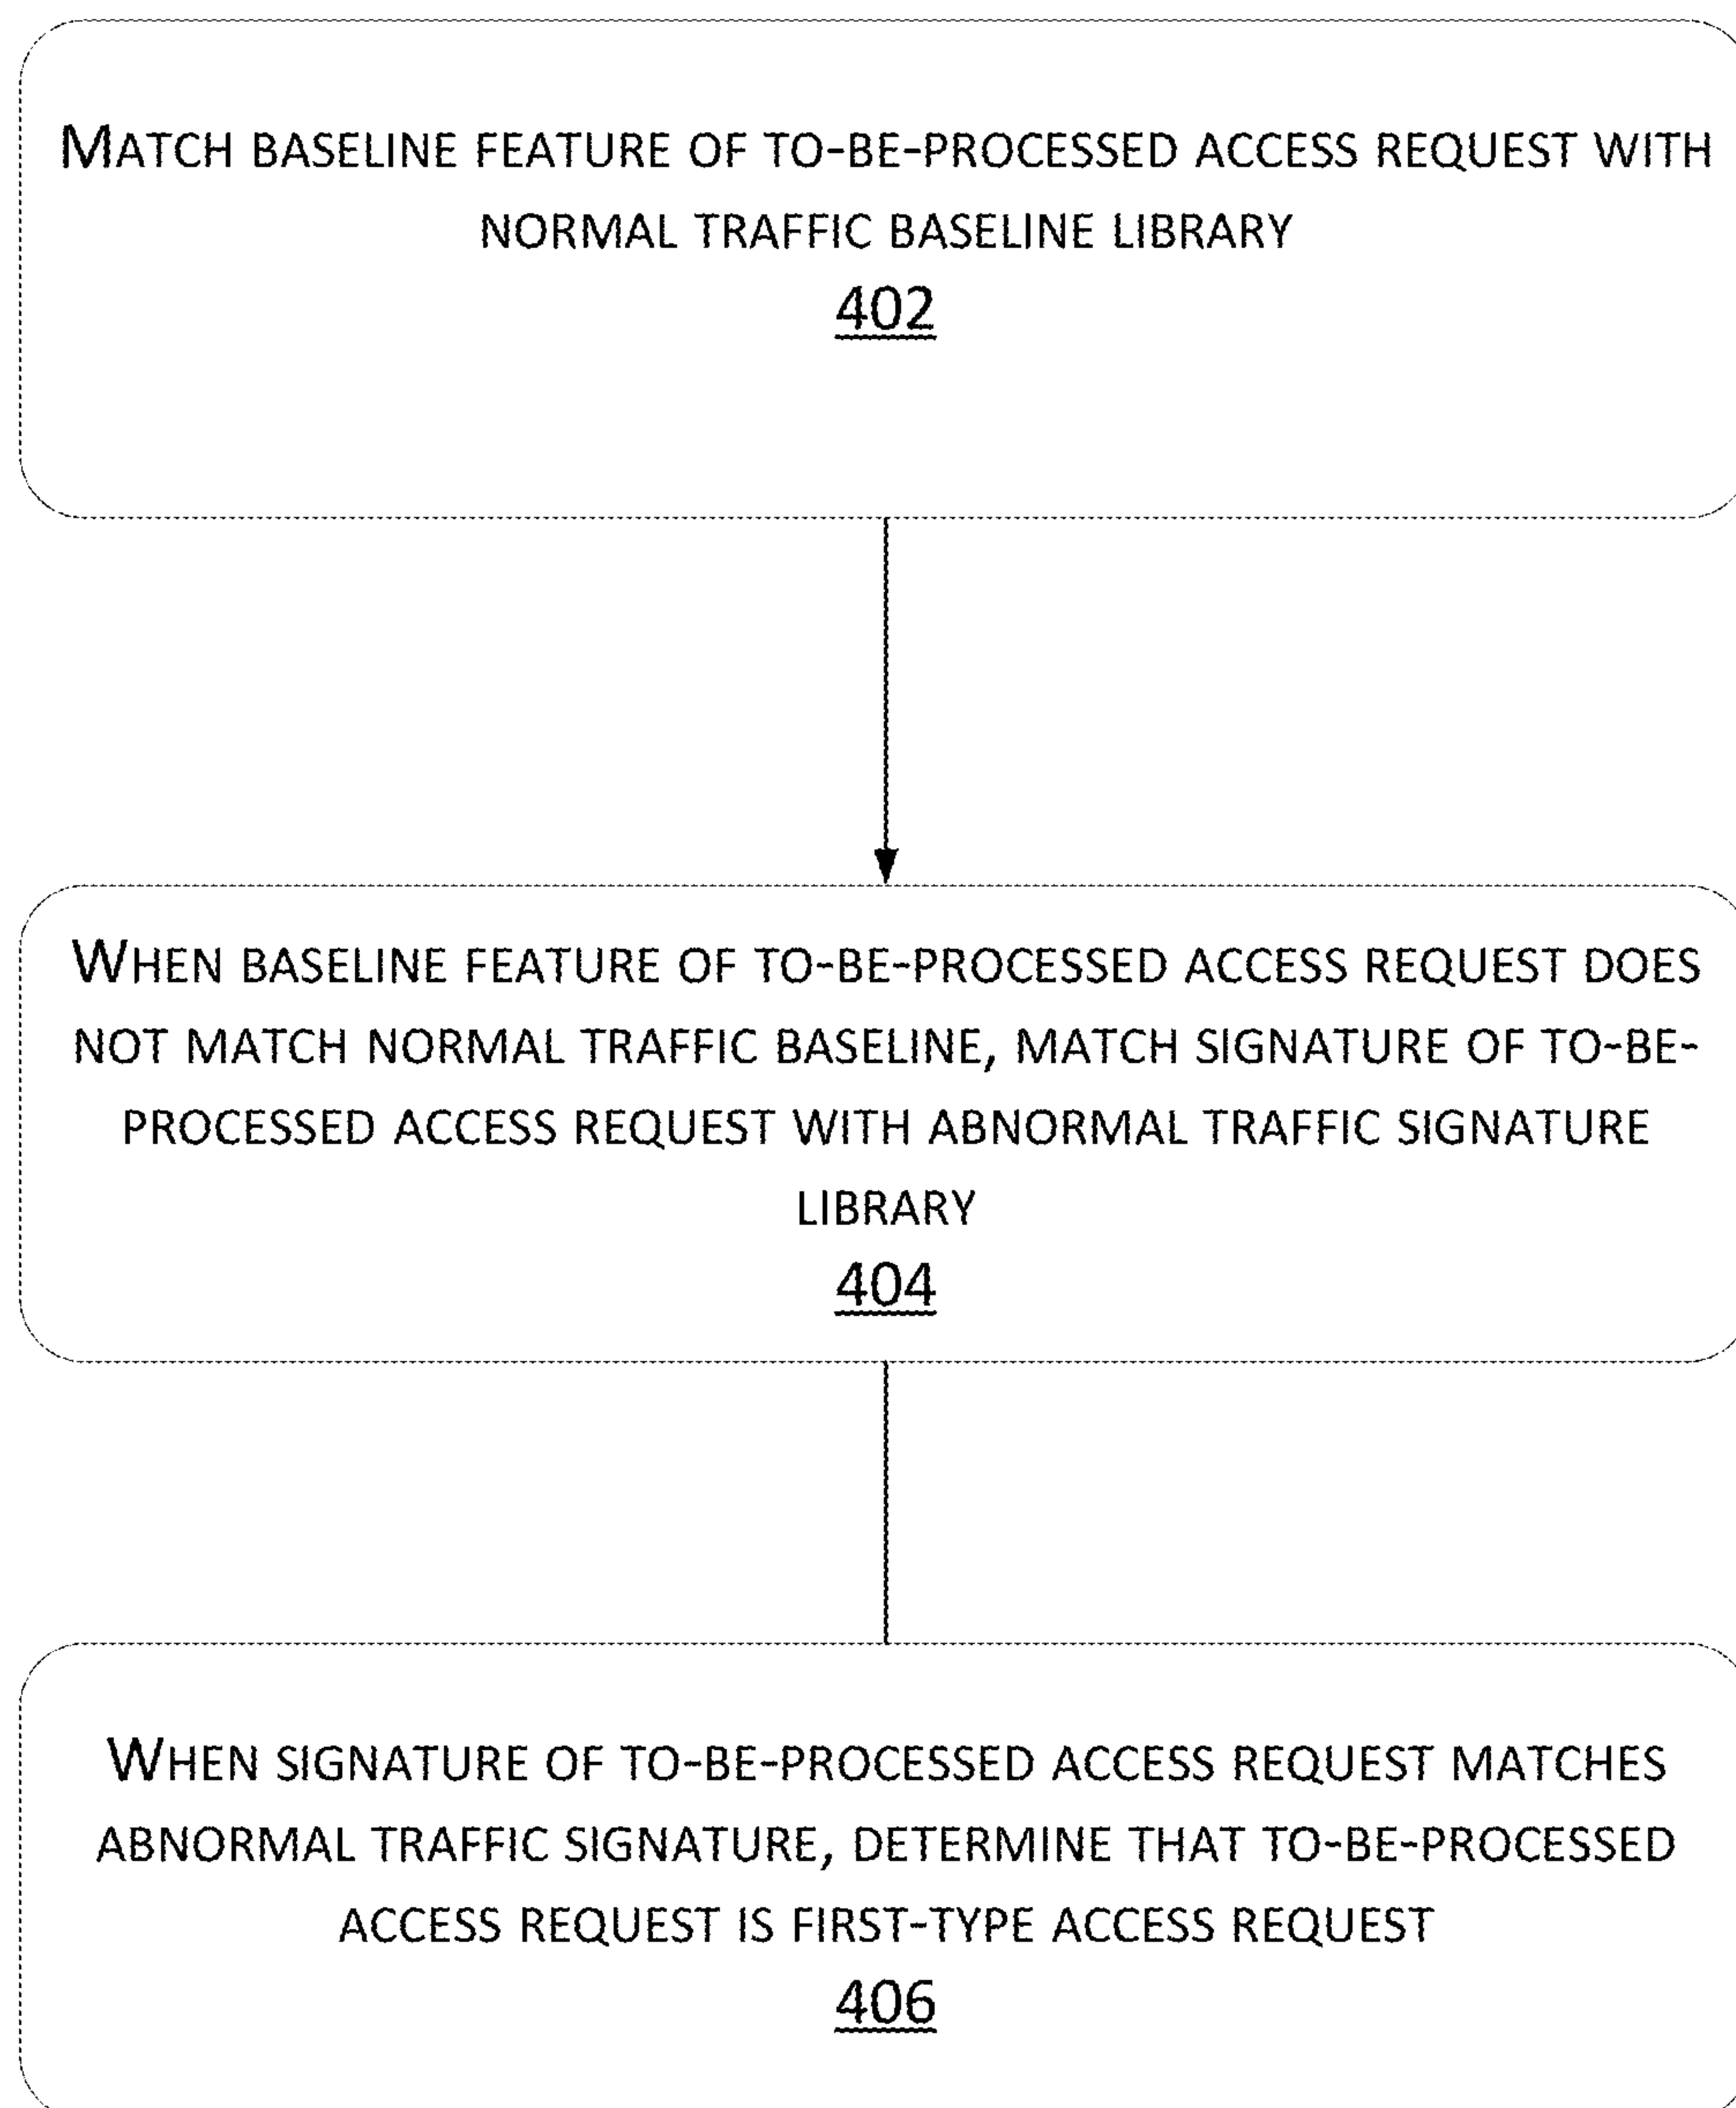 MATCH BASELINE FEATURE OF TO-BE-PROCESSED ACCESS REQUEST WITH
NORMAL TRAFFIC BASELINE LIBRARY
402
WHEN BASELINE FEATURE OF TO-BE-PROCESSED ACCESS REQUEST DOES
NOT MATCH NORMAL TRAFFIC BASELINE, MATCH SIGNATURE OF TO-BE-
PROCESSED ACCESS REQUEST WITH ABNORMAL TRAFFIC SIGNATURE
LIBRARY
404
WHEN SIGNATURE OF TO-BE-PROCESSED ACCESS REQUEST MATCHES
ABNORMAL TRAFFIC SIGNATURE, DETERMINE THAT TO-BE-PROCESSED
ACCESS REQUEST IS FIRST-TYPE ACCESS REQUEST
406